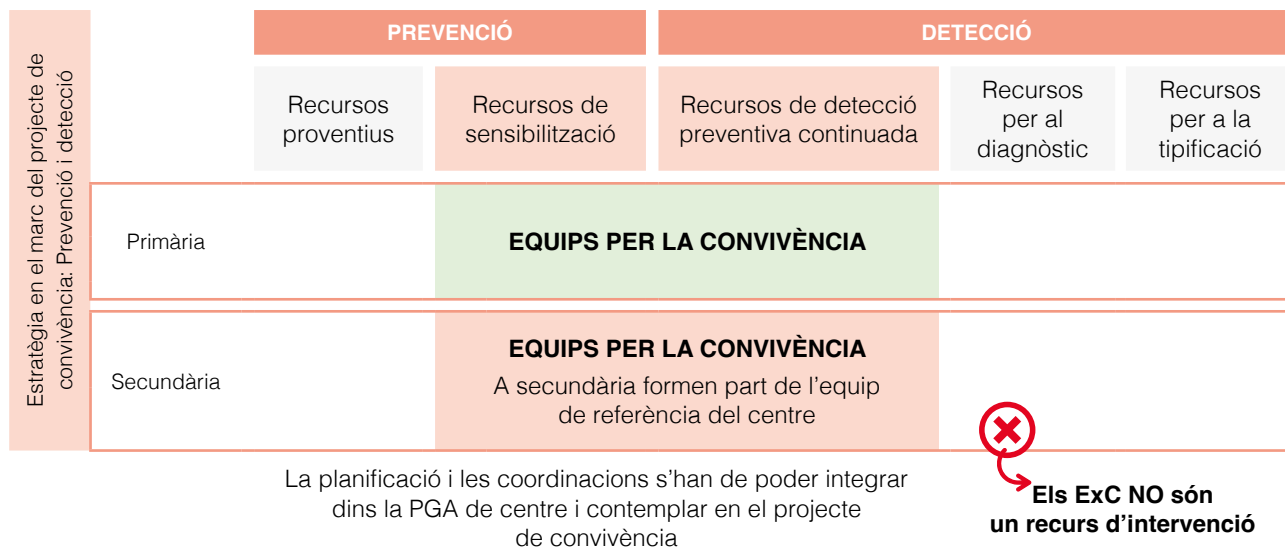 Estratègia en el marc del projecte de
convivència: Prevenció i detecció
PREVENCIÓ
DETECCIÓ
Recursos
proventius
Recursos de
sensibilització
Recursos de detecció
preventiva continuada
Recursos
per al
diagnòstic
Recursos
per a la
tipificació
Primària
EQUIPS PER LA CONVIVÈNCIA
Secundària
EQUIPS PER LA CONVIVÈNCIA
A secundària formen part de l’equip
de referència del centre
La planificació i les coordinacions s’han de poder integrar
dins la PGA de centre i contemplar en el projecte
de convivència
Els ExC NO són
un recurs d’intervenció